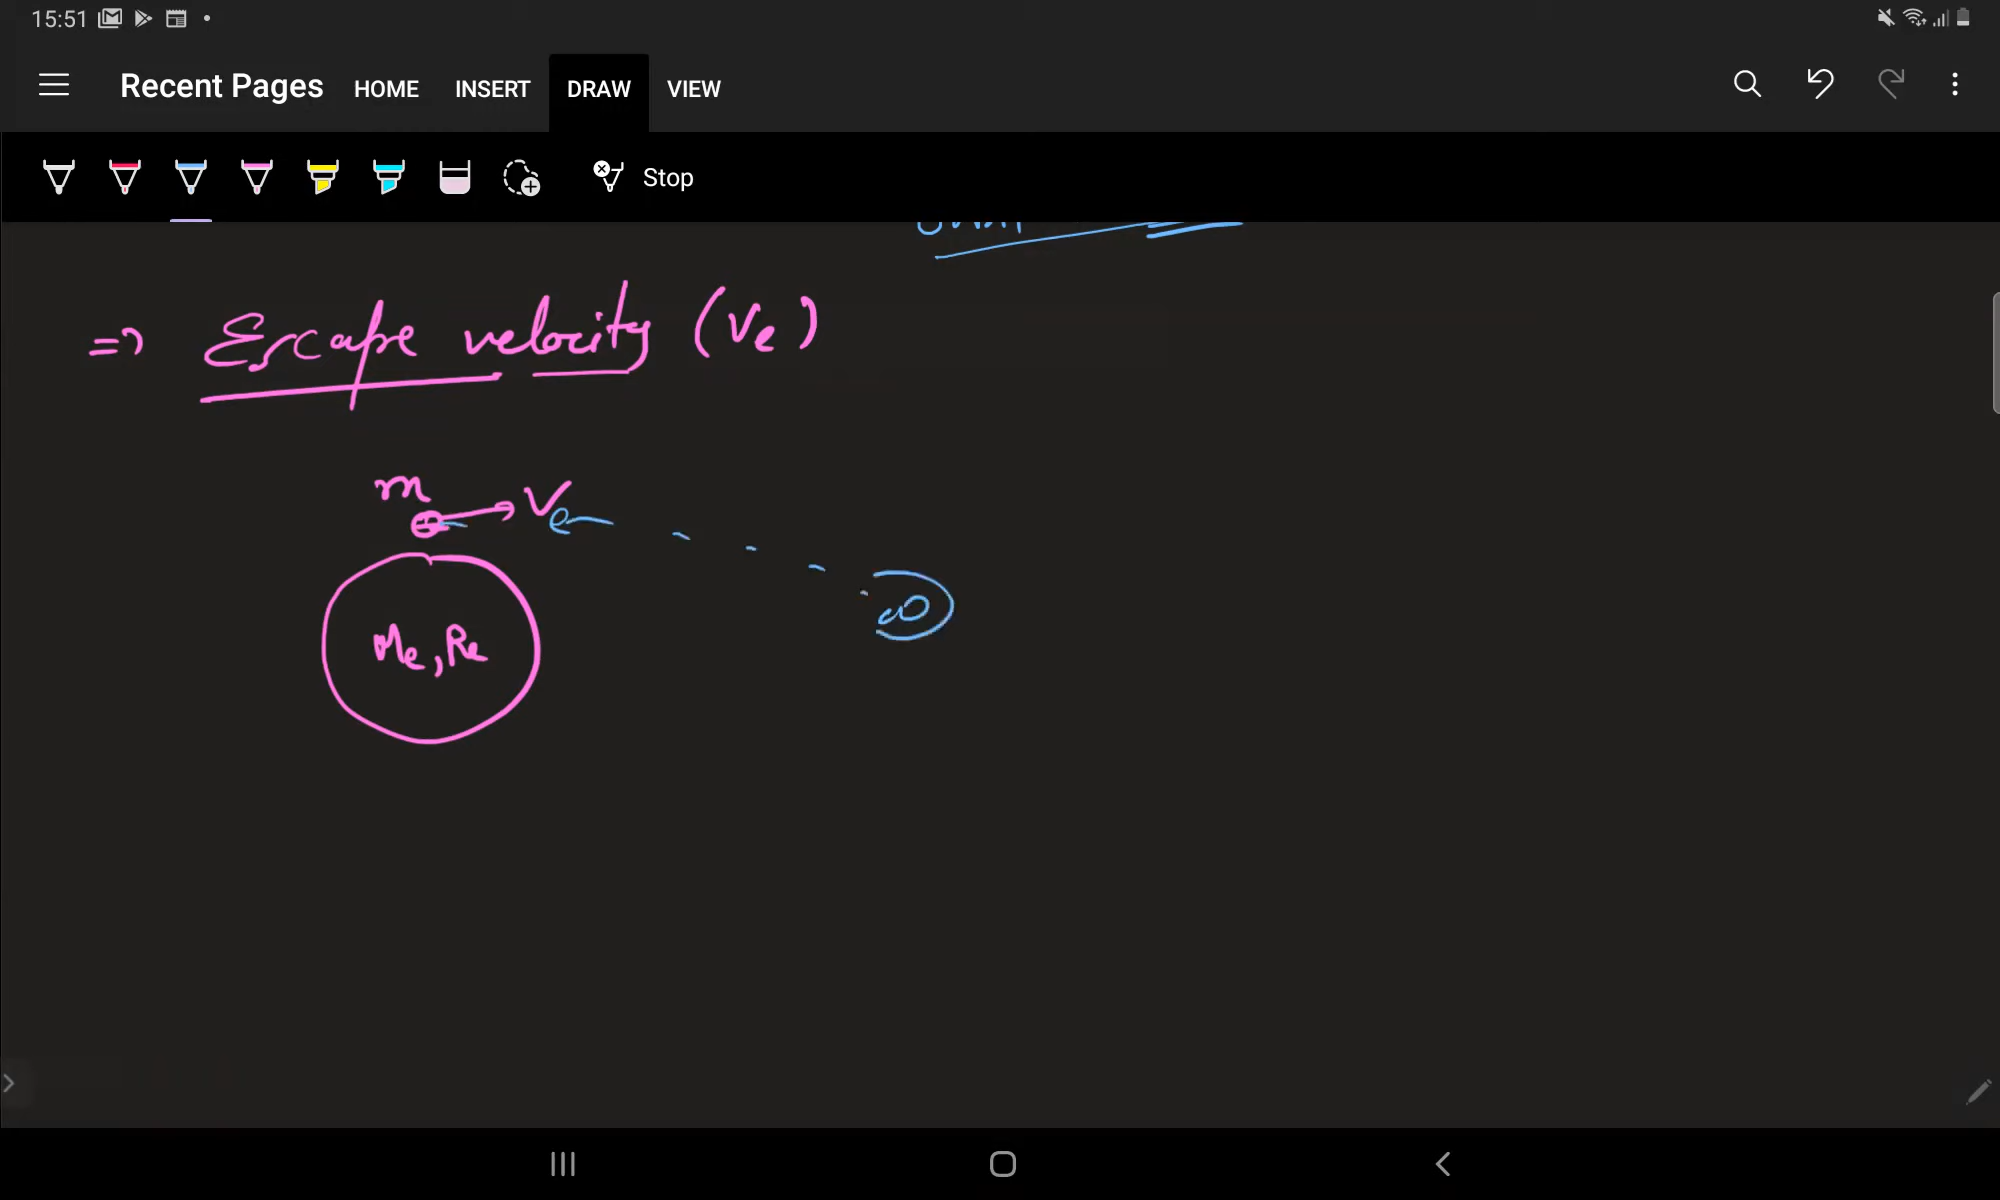 15:51
Recent Pages HOME INSERT DRAW VIEW
Stop
=> Escape velocity (Ve)
m
Ve
∞
Me, Re